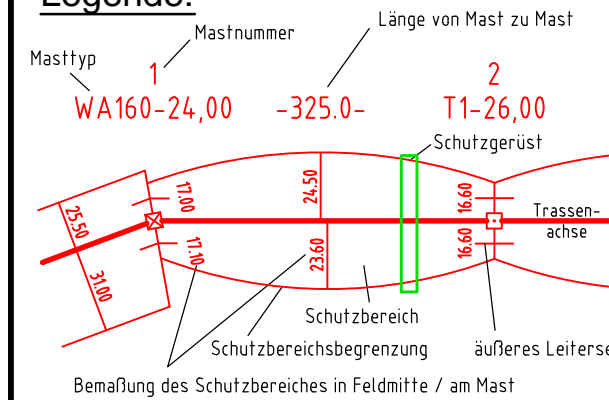 Legende:
Mastnummer
Länge von Mast zu Mast
Masttyp
1
2
WA160-24,00
-325.0-
T1-26,00
Schutzgerüst
17.00
24.50
16.60
25.50
Trassen-
achse
17.10
23.60
16.60
31.00
Schutzbereich
Schutzbereichsbegrenzung
äußeres Leiterse
Bemaßung des Schutzbereiches in Feldmitte / am Mast